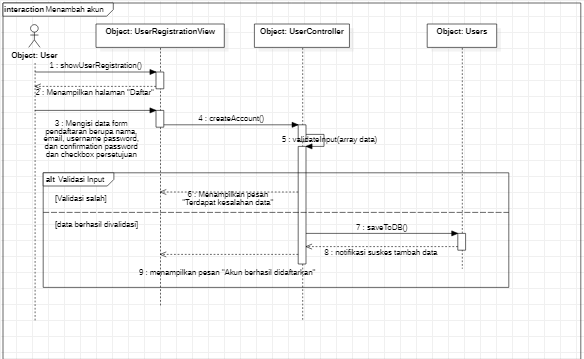 interaction Menambah akun
Object: UserRegistrationView
Object: UserController
Object: Users
Object: User
1 : showUserRegistration()
2 : Menampilkan halaman "Daftar"
3 : Mengisi data form
pendaftaran berupa nama,
email, username password,
dan confirmation password
dan checkbox persetujuan
4 : createAccount()
5 : validateInput(array data)
alt Validasi Input
[Validasi salah]
6 : Menampilkan pesan
"Terdapat kesalahan data"
[data berhasil divalidasi]
7 : saveToDB()
8 : notifikasi suskes tambah data
9 : menampilkan pesan "Akun berhasil didaftarkan"